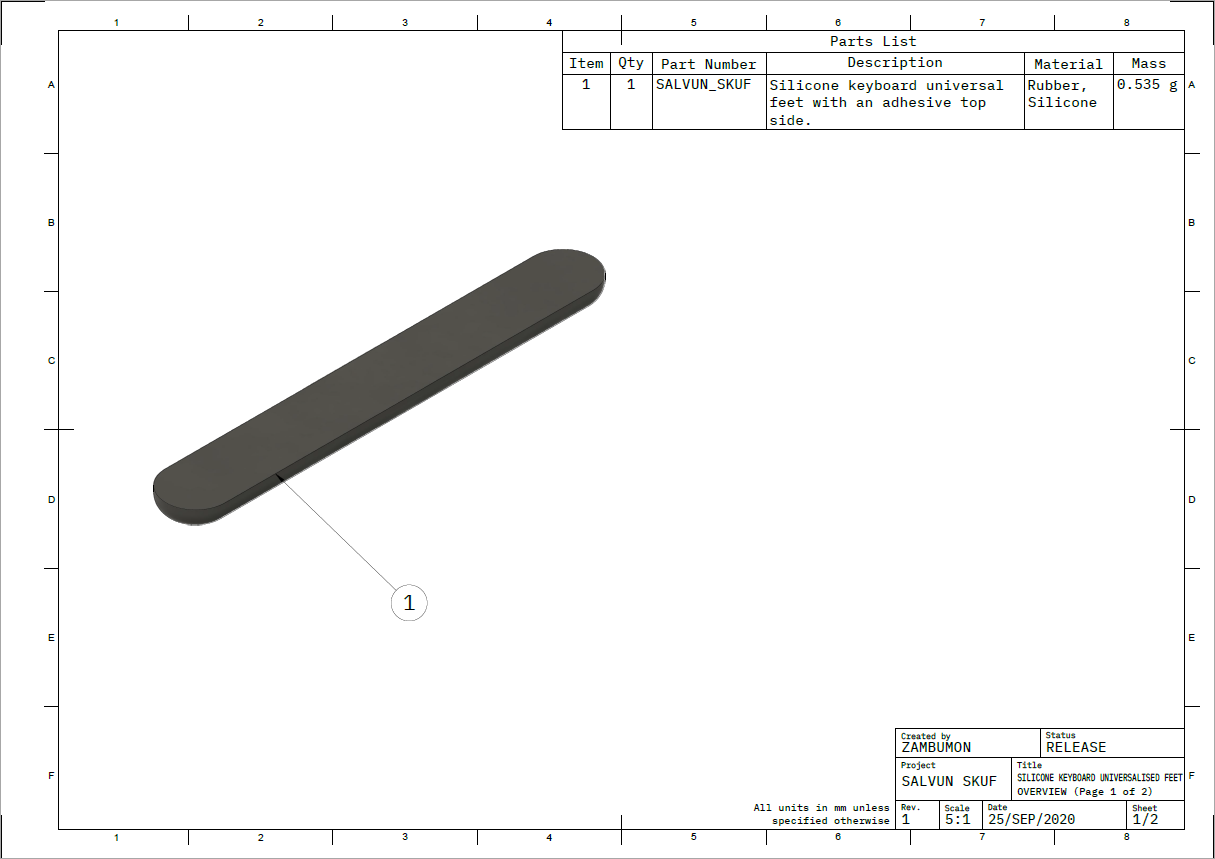 1 2 3 4 5 6 7 8
Parts List
Item Qty Part Number Description Material Mass
1 1 SALVUN_SKUF Silicone keyboard universal Rubber, 0.535 g
feet with an adhesive top Silicone
side.
A A
B B
C C
D D
1
E E
Created by Status
ZAMBUMON RELEASE
Project Title
SALVUN SKUF SILICONE KEYBOARD UNIVERSALISED FEET
OVERVIEW (Page 1 of 2)
F F
All units in mm unless
specified otherwise
Rev. Scale Date Sheet
1 5:1 25/SEP/2020 1/2
1 2 3 4 5 6 7 8